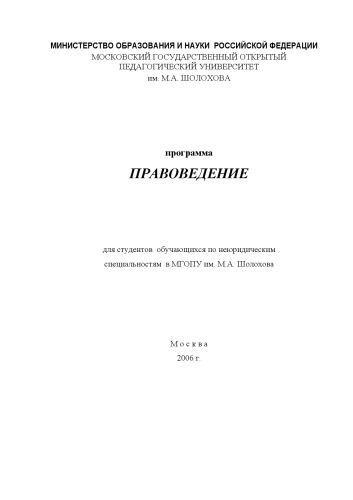 МИНИСТЕРСТВО ОБРАЗОВАНИЯ И НАУКИ РОССИЙСКОЙ ФЕДЕРАЦИИ
МОСКОВСКИЙ ГОСУДАРСТВЕННЫЙ ОТКРЫТЫЙ
ПЕДАГОГИЧЕСКИЙ УНИВЕРСИТЕТ
им. М.А. ШОЛОХОВА
программа
ПРАВОВЕДЕНИЕ
для студентов обучающихся по неюридическим
специальностям в МГОПУ им. М.А. Шолохова
М о с к в а
2006 г.